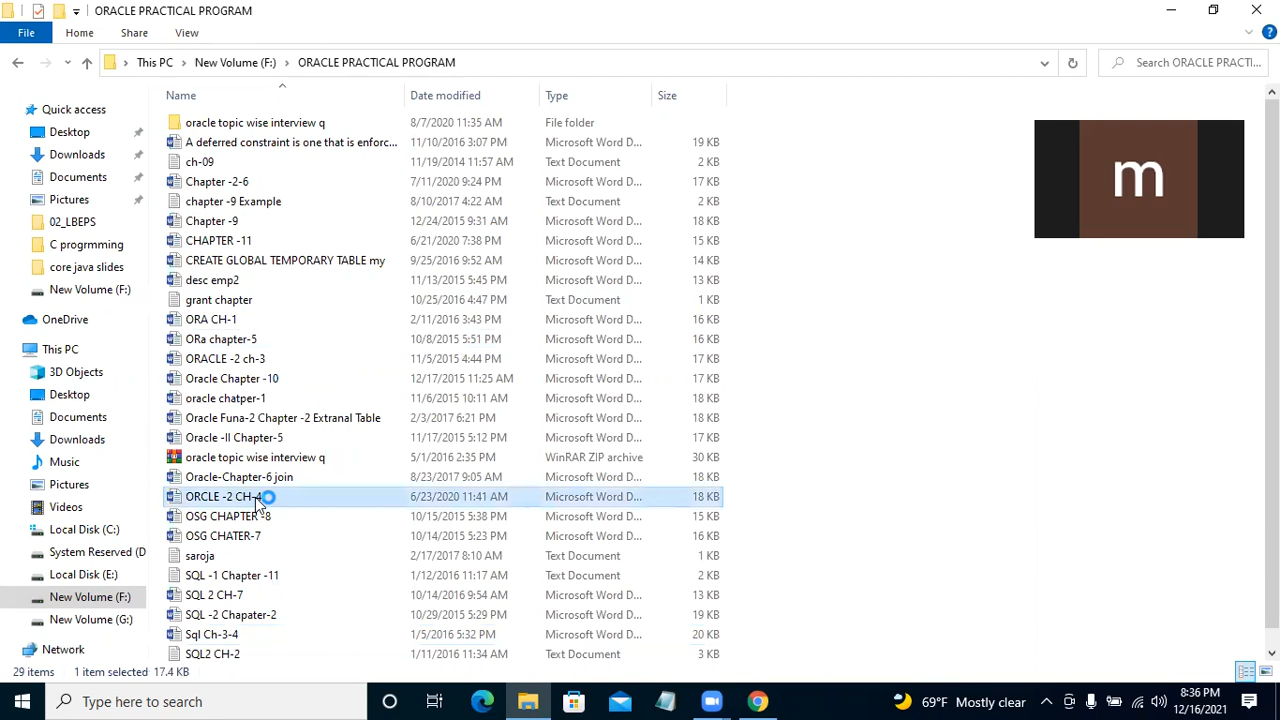 ORACLE PRACTICAL PROGRAM
File Home Share View
This PC New Volume (F:) ORACLE PRACTICAL PROGRAM Search ORACLE PRACTI...
Name Date modified Type Size
Quick access
Desktop
Downloads
Documents
Pictures
02_LBEPS
C progrmming
core java slides
New Volume (F:)
OneDrive
This PC
3D Objects
Desktop
Documents
Downloads
Music
Pictures
Videos
Local Disk (C:)
System Reserved (D
Local Disk (E:)
New Volume (F:)
New Volume (G:)
Network
oracle topic wise interview q 8/7/2020 11:35 AM File folder
A deferred constraint is one that is enforc... 11/10/2016 3:07 PM Microsoft Word D... 19 KB
ch-09 11/19/2014 11:57 AM Text Document 2 KB
Chapter -2-6 7/11/2020 9:24 PM Microsoft Word D... 17 KB
chapter -9 Example 8/10/2017 4:22 AM Text Document 2 KB
Chapter -9 12/24/2015 9:31 AM Microsoft Word D... 18 KB
CHAPTER -11 6/21/2020 7:38 PM Microsoft Word D... 15 KB
CREATE GLOBAL TEMPORARY TABLE my 9/25/2016 9:52 AM Microsoft Word D... 14 KB
desc emp2 11/13/2015 5:45 PM Microsoft Word D... 13 KB
grant chapter 10/25/2016 4:47 PM Text Document 1 KB
ORA CH-1 2/11/2016 3:43 PM Microsoft Word D... 16 KB
ORa chapter-5 10/8/2015 5:51 PM Microsoft Word D... 16 KB
ORACLE -2 ch-3 11/5/2015 4:44 PM Microsoft Word D... 17 KB
Oracle Chapter -10 12/17/2015 11:25 AM Microsoft Word D... 17 KB
oracle chatper-1 11/6/2015 10:11 AM Microsoft Word D... 18 KB
Oracle Funa-2 Chapter -2 Extranal Table 2/3/2017 6:21 PM Microsoft Word D... 18 KB
Oracle -II Chapter-5 11/17/2015 5:12 PM Microsoft Word D... 17 KB
oracle topic wise interview q 5/1/2016 2:35 PM WinRAR ZIP archive 30 KB
Oracle-Chapter-6 join 8/23/2017 9:05 AM Microsoft Word D... 18 KB
ORCLE -2 CH-4 6/23/2020 11:41 AM Microsoft Word D... 18 KB
OSG CHAPTER -8 10/15/2015 5:38 PM Microsoft Word D... 15 KB
OSG CHATER-7 10/14/2015 5:23 PM Microsoft Word D... 16 KB
saroja 2/17/2017 8:10 AM Text Document 1 KB
SQL -1 Chapter -11 1/12/2016 11:17 AM Text Document 2 KB
SQL 2 CH-7 10/14/2016 9:54 AM Microsoft Word D... 13 KB
SQL -2 Chapater-2 10/29/2015 5:29 PM Microsoft Word D... 19 KB
Sql Ch-3-4 1/5/2016 5:32 PM Microsoft Word D... 20 KB
SQL2 CH-2 1/11/2016 11:34 AM Text Document 3 KB
m
29 items 1 item selected 17.4 KB
Type here to search
69°F Mostly clear
8:36 PM
12/16/2021